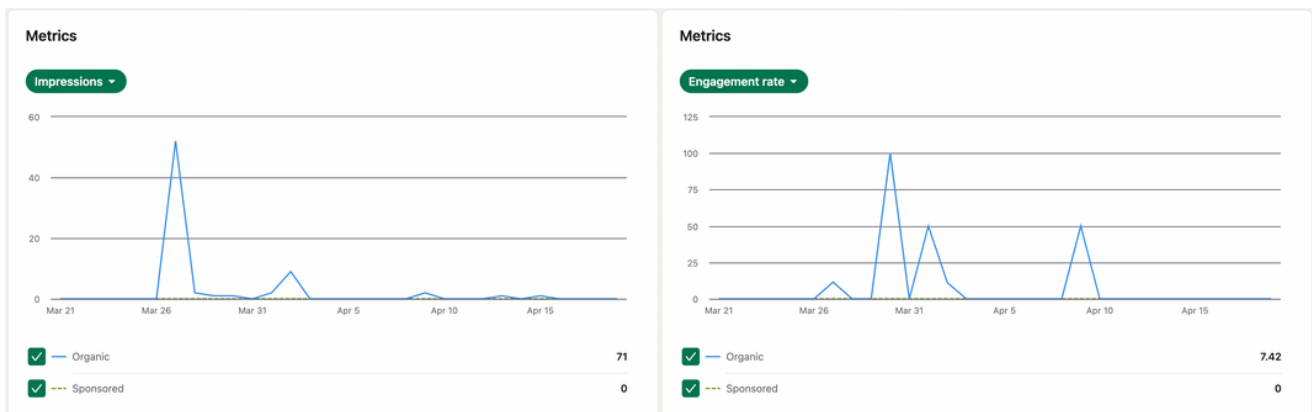 Metrics
Impressions
60
40
20
0
Mar 21 Mar 26 Mar 31 Apr 5 Apr 10 Apr 15
Organic 71
Sponsored 0
Metrics
Engagement rate
125
100
75
50
25
0
Mar 21 Mar 26 Mar 31 Apr 5 Apr 10 Apr 15
Organic 7.42
Sponsored 0